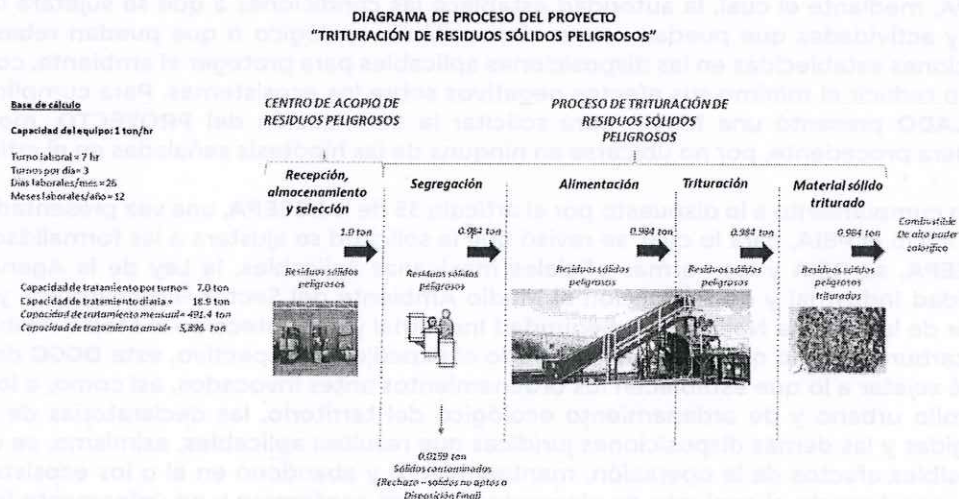 DIAGRAMA DE PROCESO DEL PROYECTO
"TRITURACIÓN DE RESIDUOS SÓLIDOS PELIGROSOS"
Base de cálculo
Capacidad del equipo: 1 ton/hr
Turno laboral = 7 hr
Turnos por día= 3
Días laborales/mes =26
Meses laborales/año =12
CENTRO DE ACOPIO DE
RESIDUOS PELIGROSOS
PROCESO DE TRITURACIÓN DE
RESIDUOS SÓLIDOS
PELIGROSOS
Recepción,
almacenamiento
y selección
Segregación
Alimentación
Trituración
Material sólido
triturado
1.0 ton
0.984 ton
0.984 ton
0.984 ton
0.984 ton
Combustible
De alto poder
calorífico
Residuos sólidos
peligrosos
Residuos sólidos
peligrosos
Residuos sólidos
peligrosos
Residuos sólidos
peligrosos
Residuos sólidos
peligrosos
triturados
Capacidad de tratamiento por turno= 7.0 ton
Capacidad de tratamiento diaria = 18.9 ton
Capacidad de tratamiento mensual = 491.4 ton
Capacidad de tratamiento anual= 5,896. ton
0.0159 ton
Sólidos contaminados
(Rechazo – sólidos no aptos a
Disposición Final)